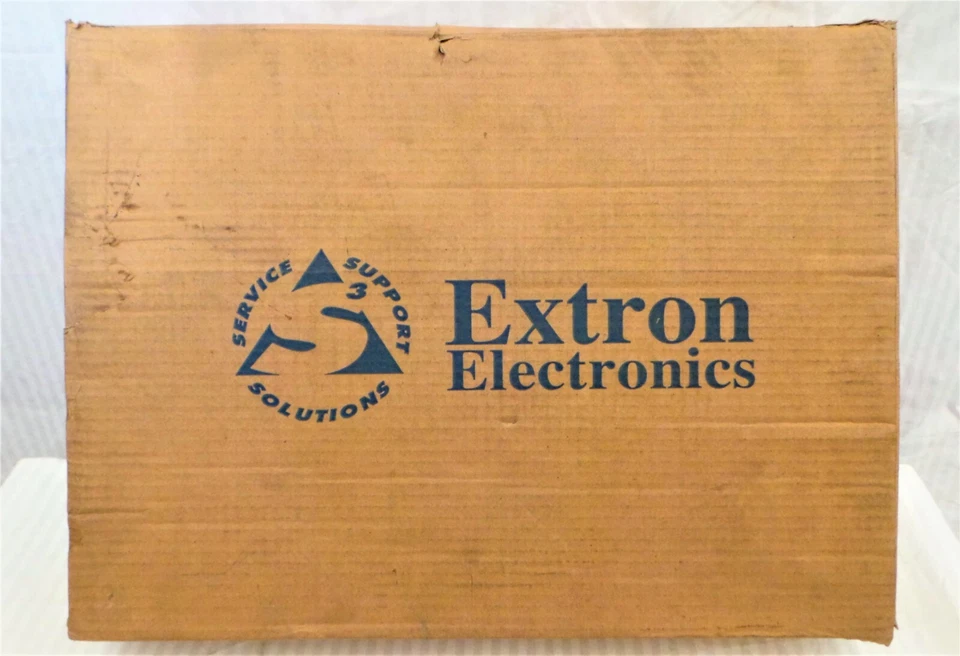 SERVICE
SUPPORT
3
SOLUTIONS
Extron
Electronics